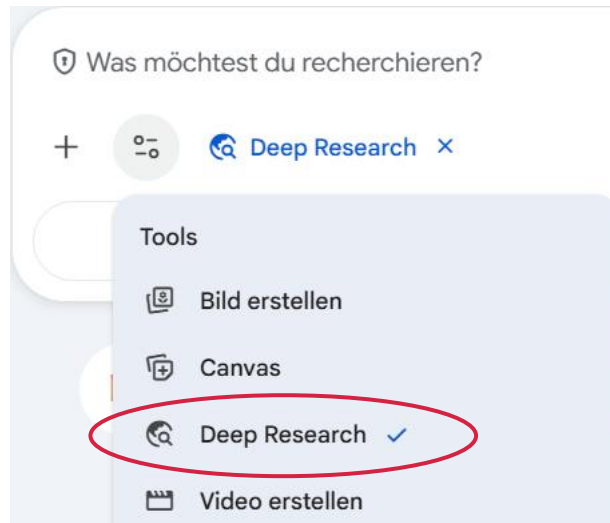 Was möchtest du recherchieren?
Deep Research
Tools
Bild erstellen
Canvas
Deep Research
Video erstellen